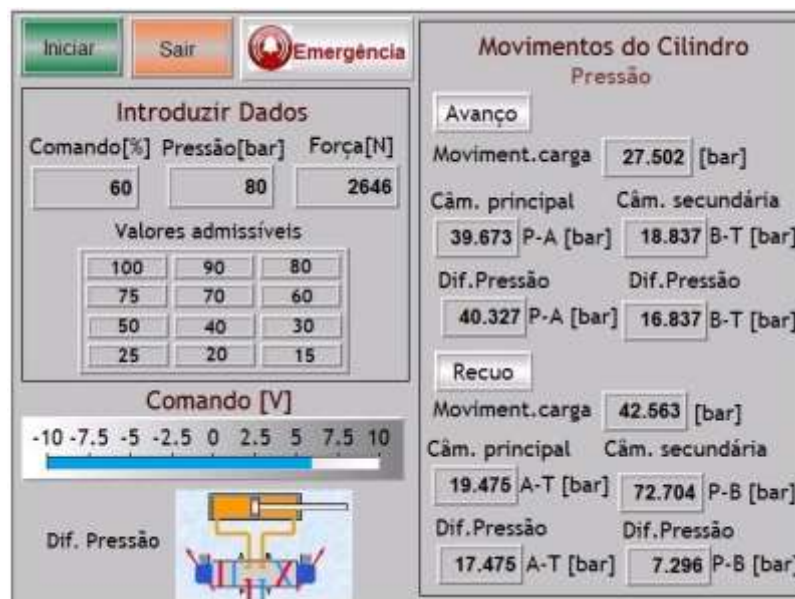 Iniciar Sair Emergência
Introduzir Dados
Comando[%] Pressão[bar] Força[N]
60 80 2646
Valores admissíveis
100 90 80
75 70 60
50 40 30
25 20 15
Comando [V]
-10 -7.5 -5 -2.5 0 2.5 5 7.5 10
Dif. Pressão
Movimentos do Cilindro
Pressão
Avanço
Moviment.carga 27.502 [bar]
Câm. principal Câm. secundária
39.673 P-A [bar] 18.837 B-T [bar]
Dif.Pressão Dif.Pressão
40.327 P-A [bar] 16.837 B-T [bar]
Recuo
Moviment.carga 42.563 [bar]
Câm. principal Câm. secundária
19.475 A-T [bar] 72.704 P-B [bar]
Dif.Pressão Dif.Pressão
17.475 A-T [bar] 7.296 P-B [bar]